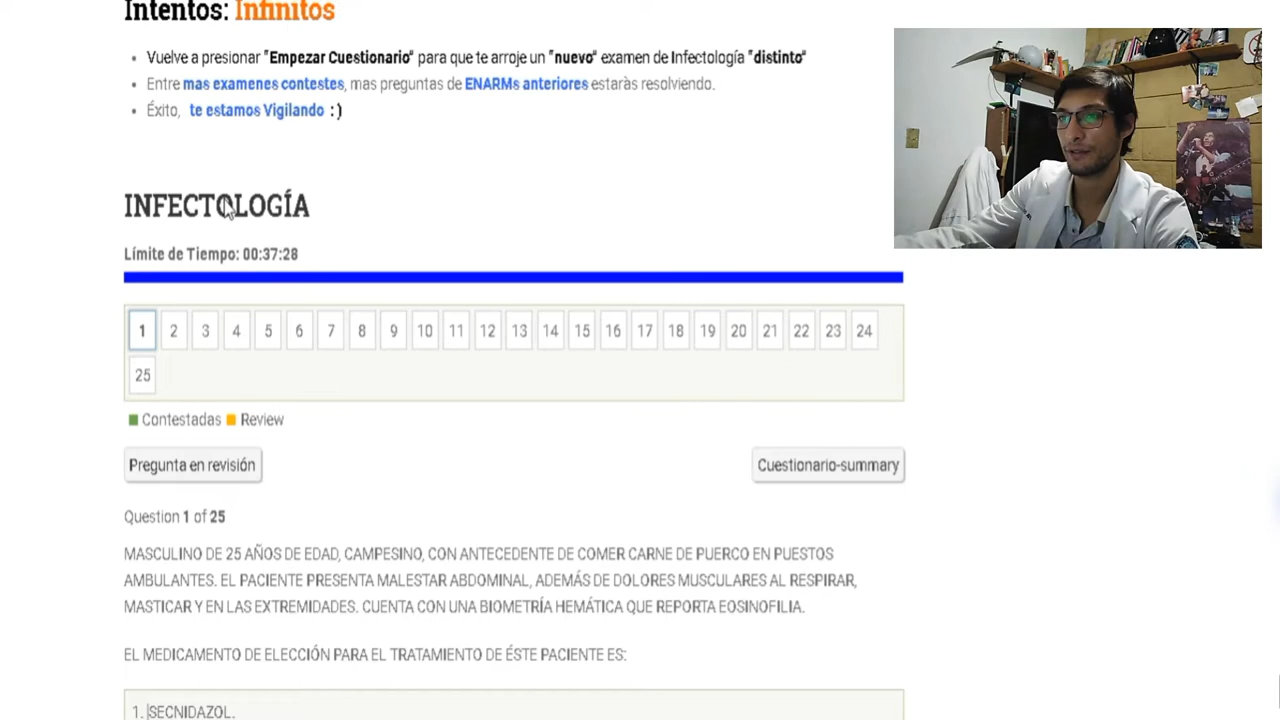 Intentos: Infinitos
Vuelve a presionar "Empezar Cuestionario" para que te arroje un "nuevo" examen de Infectología "distinto"
Entre mas examenes contestes, mas preguntas de ENARMs anteriores estaràs resolviendo.
Éxito, te estamos Vigilando :)
INFECTOLOGÍA
Límite de Tiempo: 00:37:28
1 2 3 4 5 6 7 8 9 10 11 12 13 14 15 16 17 18 19 20 21 22 23 24
25
Contestadas Review
Pregunta en revisión Cuestionario-summary
Question 1 of 25
MASCULINO DE 25 AÑOS DE EDAD, CAMPESINO, CON ANTECEDENTE DE COMER CARNE DE PUERCO EN PUESTOS
AMBULANTES. EL PACIENTE PRESENTA MALESTAR ABDOMINAL, ADEMÁS DE DOLORES MUSCULARES AL RESPIRAR,
MASTICAR Y EN LAS EXTREMIDADES. CUENTA CON UNA BIOMETRÍA HEMÁTICA QUE REPORTA EOSINOFILIA.
EL MEDICAMENTO DE ELECCIÓN PARA EL TRATAMIENTO DE ÉSTE PACIENTE ES:
1. SECNIDAZOL.